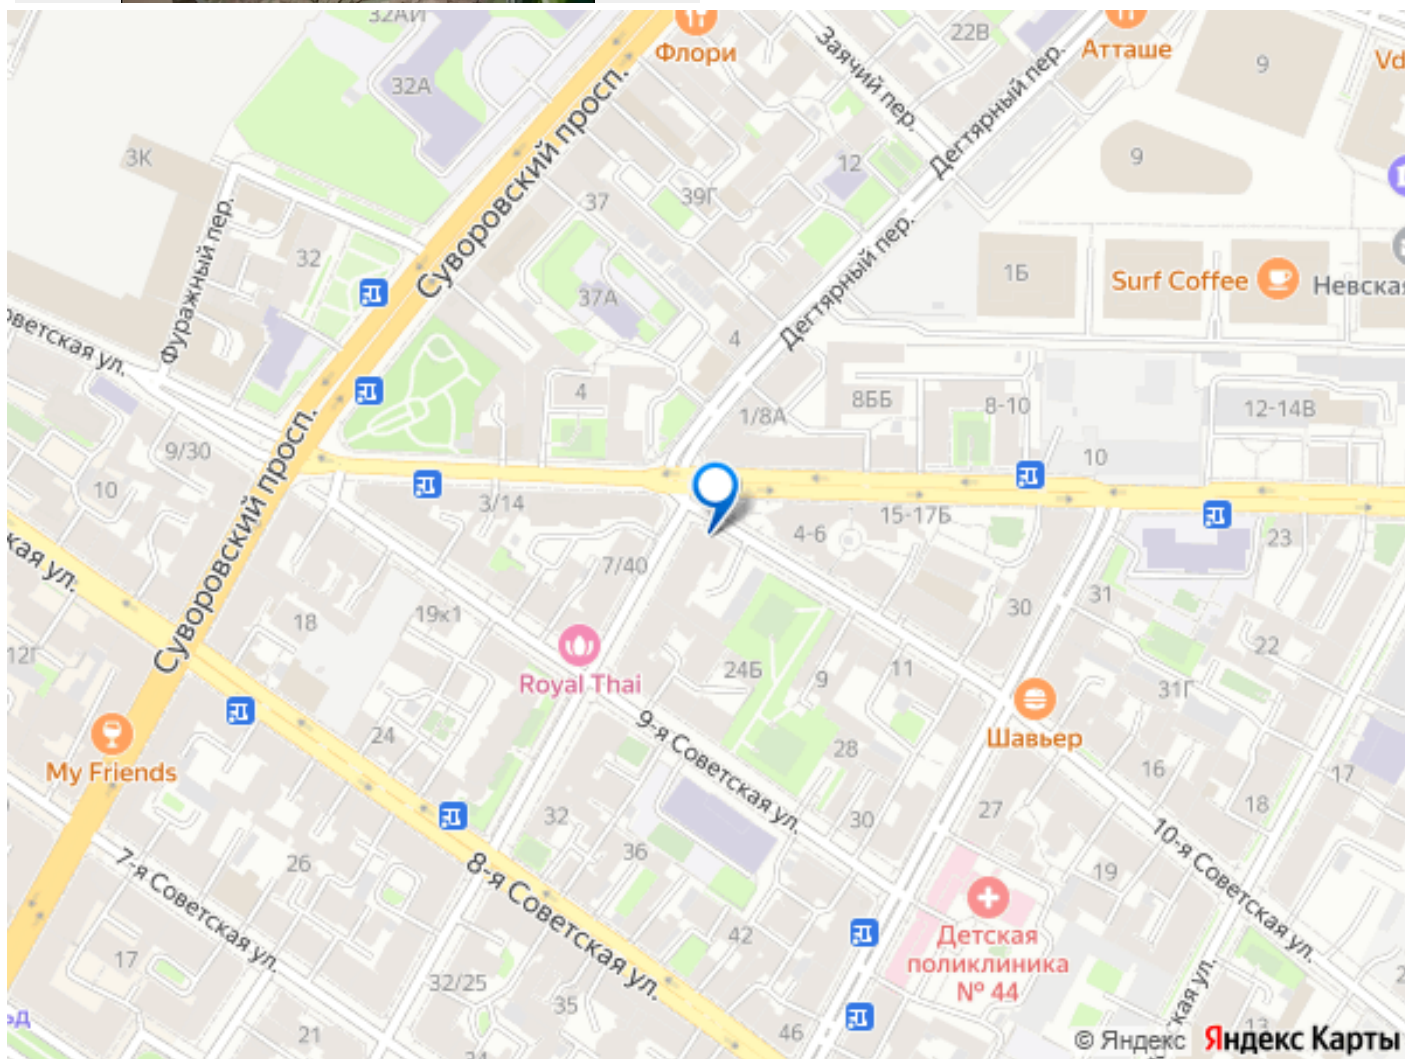 32АИ
Флори
22В
Атташе
9
Vd
32А
Заячий пер.
Дегтярный пер.
3К
12
9
Суворовский просп.
37
39Г
Фуражный пер.
32
Дегтярный пер.
1Б
Surf Coffee
Невская
37А
4
4
1/8А
8ББ
8-10
12-14В
9/30
10
10
3/14
15-17Б
4-6
23
7/40
Суворовский просп.
18
19к1
30
31
22
12Г
Royal Thai
24Б
9
11
31Г
9-я Советская ул.
Шавьер
My Friends
24
28
16
17
18
32
30
27
10-я Советская ул.
26
36
19
7-я Советская ул.
8-я Советская ул.
Детская
поликлиника
№ 44
17
42
32/25
35
46
21
13
© Яндекс Яндекс Карты